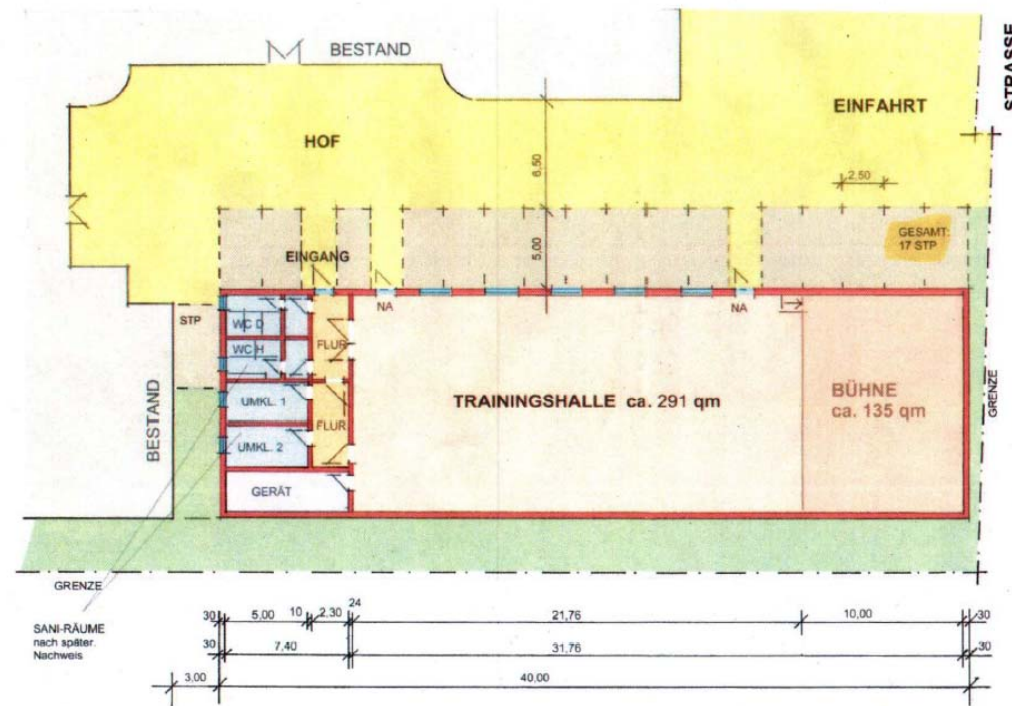 BESTAND
STRASSE
EINFAHRT
HOF
6,50
2,50
GESAMT:
17 STP
5,00
EINGANG
STP
NA
NA
WC D
FLUR
WC H
BESTAND
UMKL. 1
FLUR
UMKL. 2
GERÄT
TRAININGSHALLE ca. 291 qm
BÜHNE
ca. 135 qm
GRENZE
GRENZE
SANI-RÄUME
nach später.
Nachweis
30
5,00
10
2,30
24
21,76
10,00
30
30
7,40
31,76
30
3,00
40,00